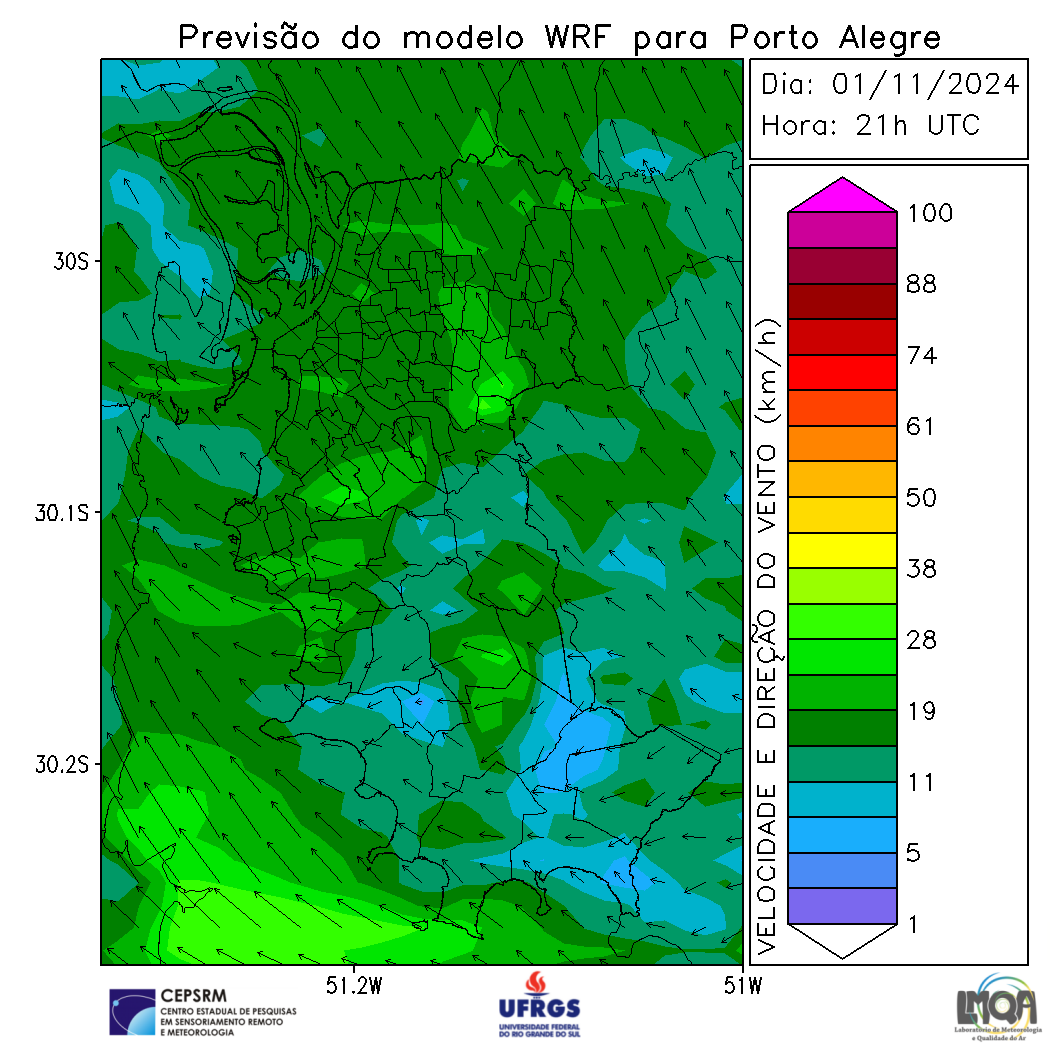 Previsão do modelo WRF para Porto Alegre
Dia: 01/11/2024
Hora: 21h UTC
30S
30.1S
30.2S
51.2W
51W
VELOCIDADE E DIREÇÃO DO VENTO (km/h)
100
88
74
61
50
38
28
19
11
5
1
CEPSRM
CENTRO ESTADUAL DE PESQUISAS
EM SENSORIAMENTO REMOTO
E METEOROLOGIA
UFRGS
UNIVERSIDADE FEDERAL
DO RIO GRANDE DO SUL
LMQA
Laboratório de Meteorologia
e Qualidade do Ar